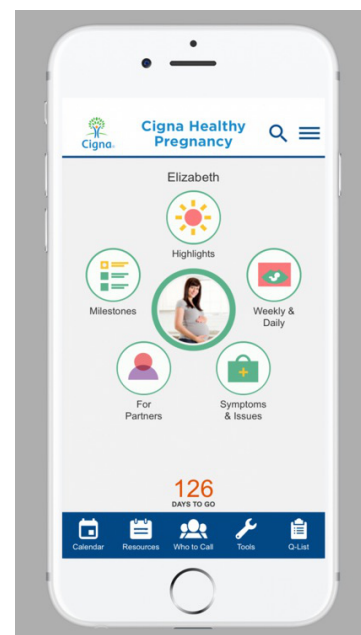 Cigna.
Cigna Healthy
Pregnancy
Elizabeth
Highlights
Milestones
Weekly &
Daily
For
Partners
Symptoms
& Issues
126
DAYS TO GO
Calendar
Resources
Who to Call
Tools
Q-List